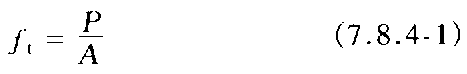 f_t = P/A (7.8.4-1)